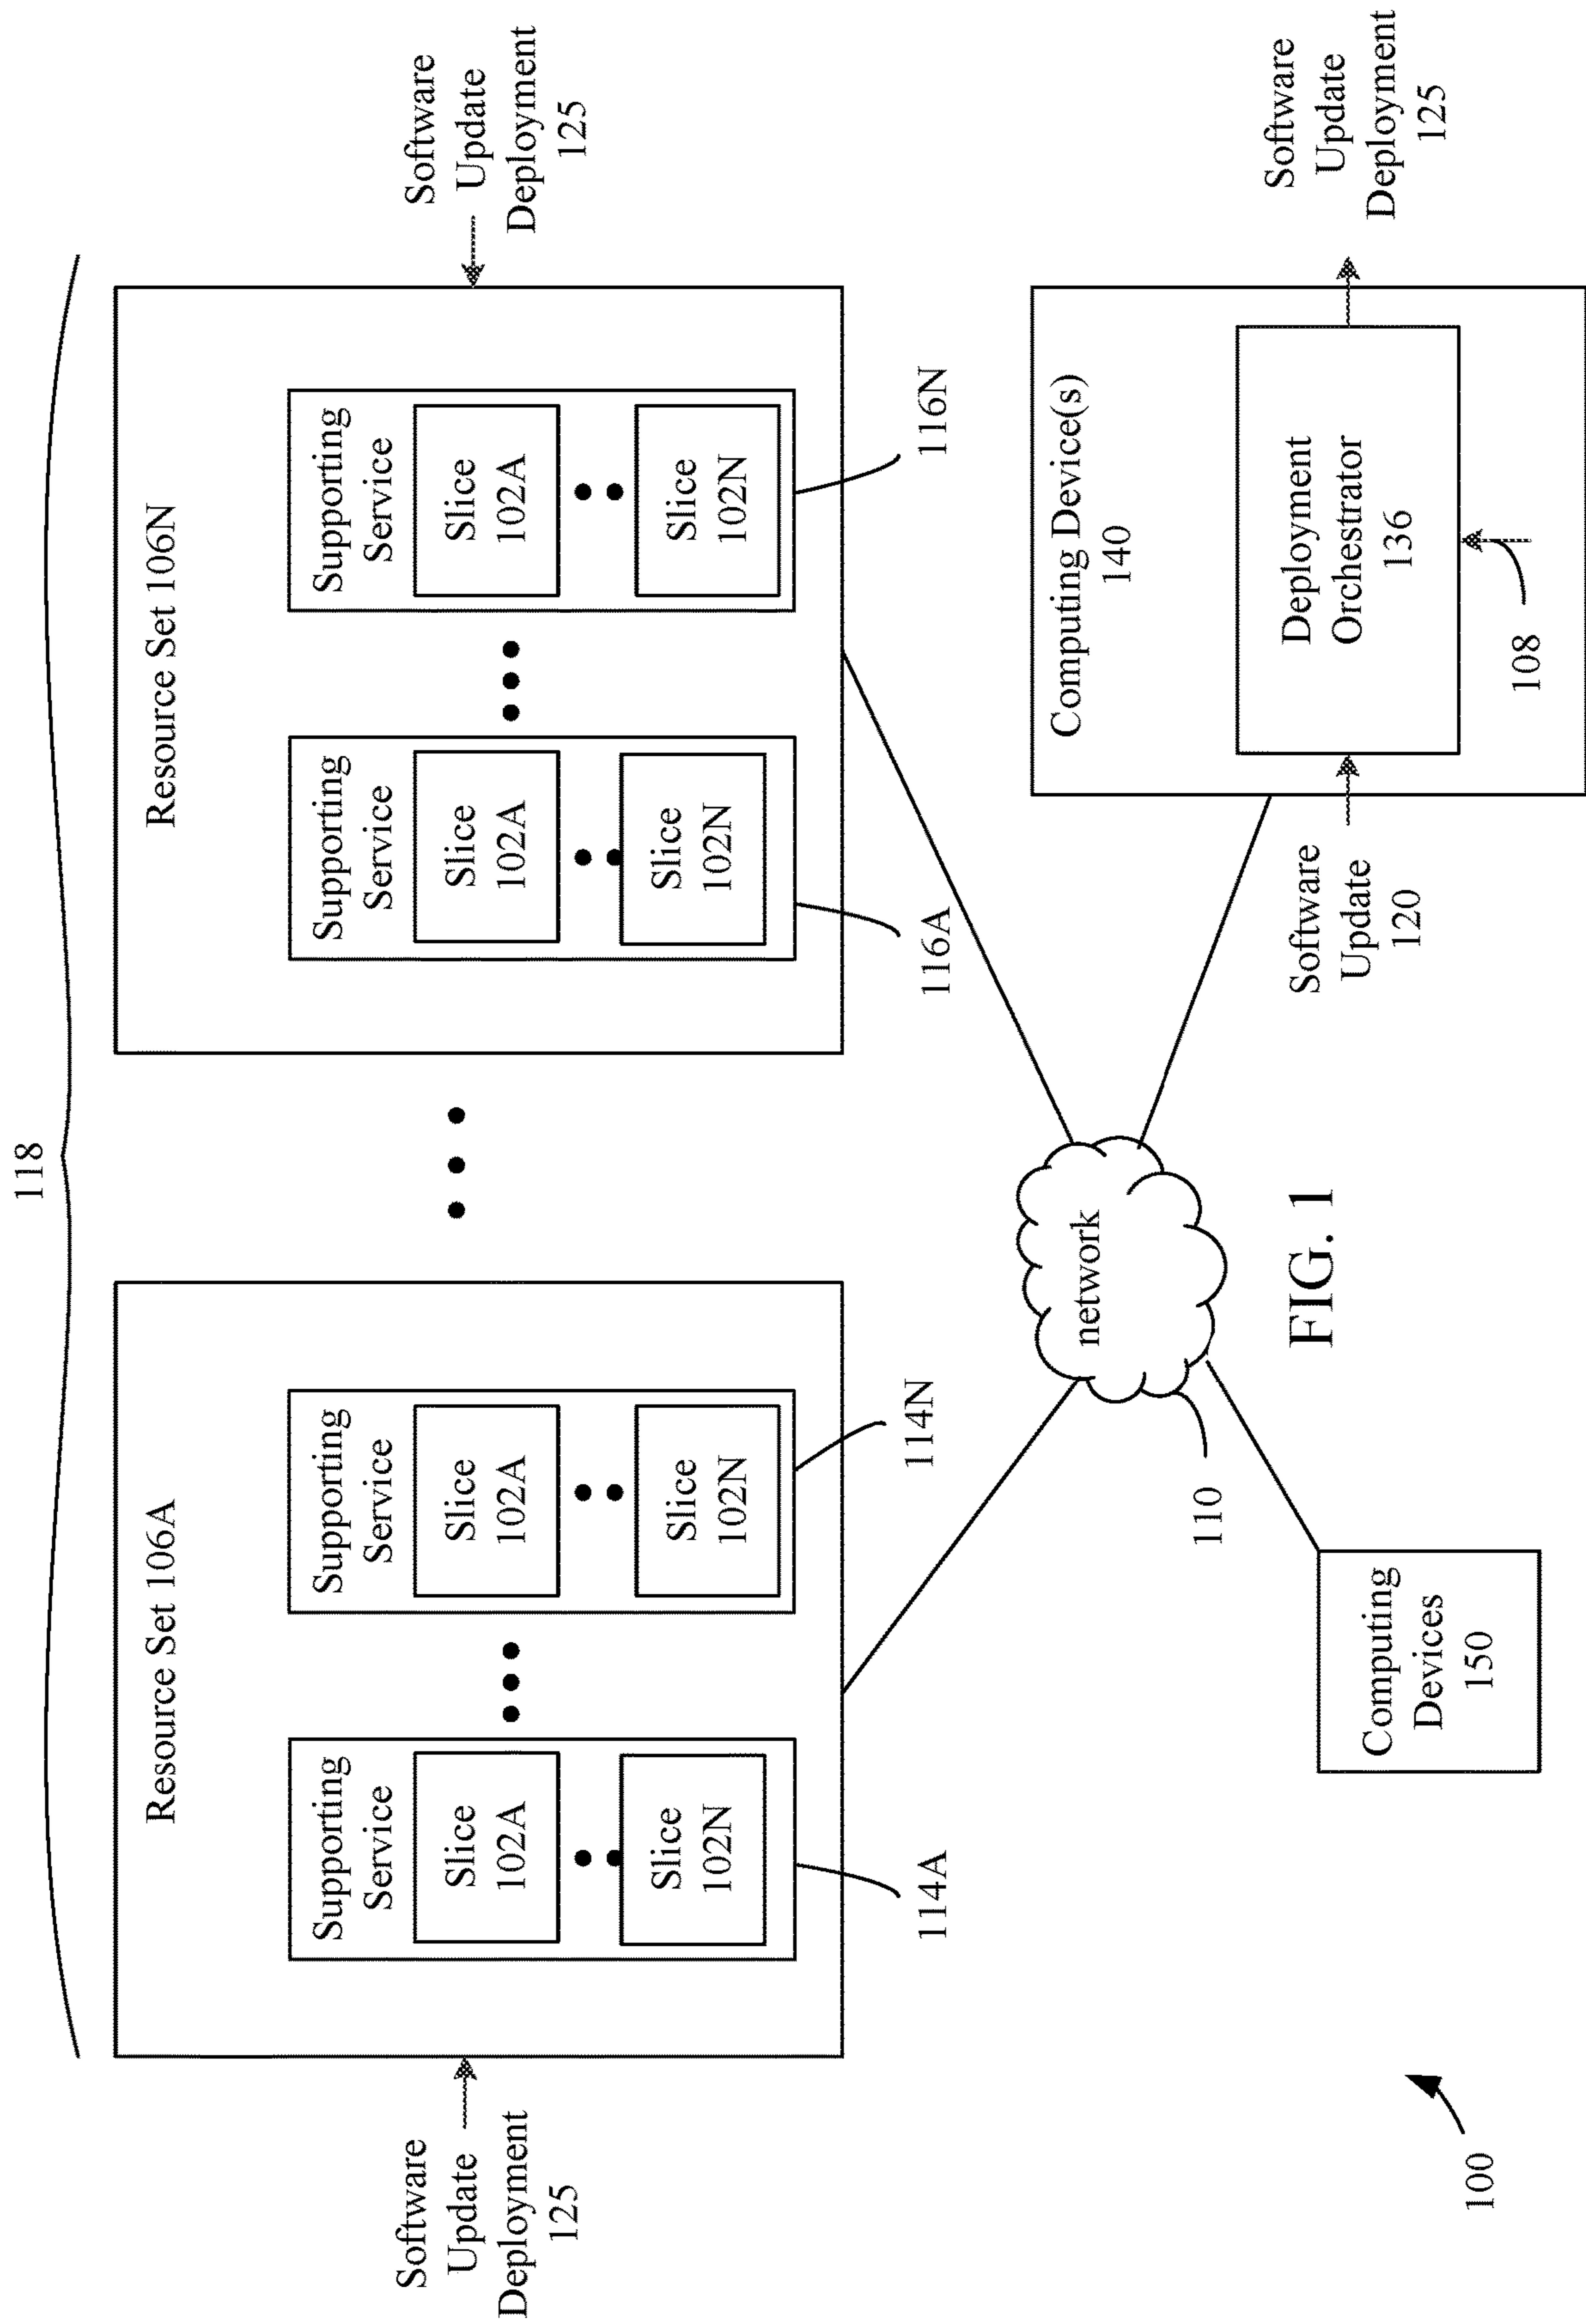 118
Resource Set 106A
Supporting
Service
Slice
102A
Slice
102N
Supporting
Service
Slice
102A
Slice
102N
114A
114N
Software
Update
Deployment
125
Resource Set 106N
Supporting
Service
Slice
102A
Slice
102N
Supporting
Service
Slice
102A
Slice
102N
116A
116N
Software
Update
Deployment
125
network
110
Computing
Devices
150
Computing Device(s)
140
Deployment
Orchestrator
136
108
Software
Update
120
Software
Update
Deployment
125
100
FIG. 1